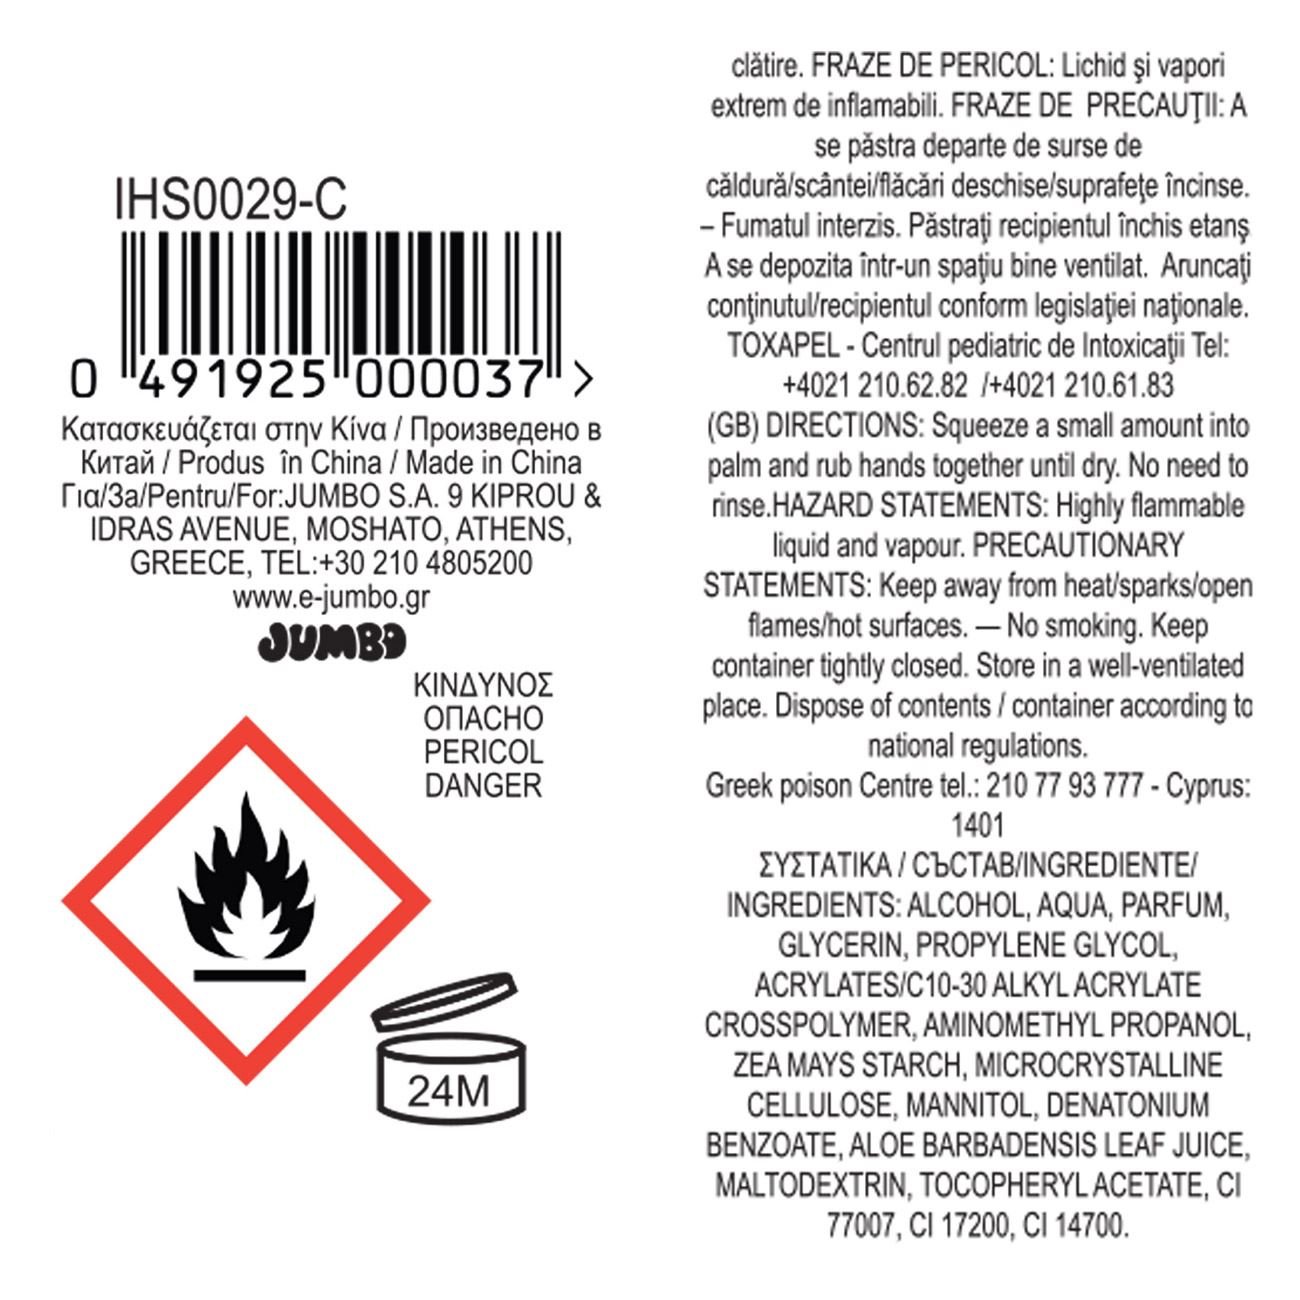 IHS0029-C
0 491925 000037 >
Κατασκευάζεται στην Κίνα / Произведено в
Китай / Produs în China / Made in China
Για/За/Pentru/For:JUMBO S.A. 9 KIPROU &
IDRAS AVENUE, MOSHATO, ATHENS,
GREECE, TEL:+30 210 4805200
www.e-jumbo.gr
JUMBO
ΚΙΝΔΥΝΟΣ
ОПАСНО
PERICOL
DANGER
24M
clătire. FRAZE DE PERICOL: Lichid şi vapori
extrem de inflamabili. FRAZE DE PRECAUŢII: A
se păstra departe de surse de
căldură/scântei/flăcări deschise/suprafeţe încinse.
– Fumatul interzis. Păstraţi recipientul închis etanş
A se depozita într-un spaţiu bine ventilat. Aruncaţi
conţinutul/recipientul conform legislaţiei naţionale.
TOXAPEL - Centrul pediatric de Intoxicaţii Tel:
+4021 210.62.82 /+4021 210.61.83
(GB) DIRECTIONS: Squeeze a small amount into
palm and rub hands together until dry. No need to
rinse.HAZARD STATEMENTS: Highly flammable
liquid and vapour. PRECAUTIONARY
STATEMENTS: Keep away from heat/sparks/open
flames/hot surfaces. — No smoking. Keep
container tightly closed. Store in a well-ventilated
place. Dispose of contents / container according to
national regulations.
Greek poison Centre tel.: 210 77 93 777 - Cyprus:
1401
ΣΥΣΤΑΤΙΚΑ / СЪСТАВ/INGREDIENTE/
INGREDIENTS: ALCOHOL, AQUA, PARFUM,
GLYCERIN, PROPYLENE GLYCOL,
ACRYLATES/C10-30 ALKYL ACRYLATE
CROSSPOLYMER, AMINOMETHYL PROPANOL,
ZEA MAYS STARCH, MICROCRYSTALLINE
CELLULOSE, MANNITOL, DENATONIUM
BENZOATE, ALOE BARBADENSIS LEAF JUICE,
MALTODEXTRIN, TOCOPHERYL ACETATE, CI
77007, CI 17200, CI 14700.